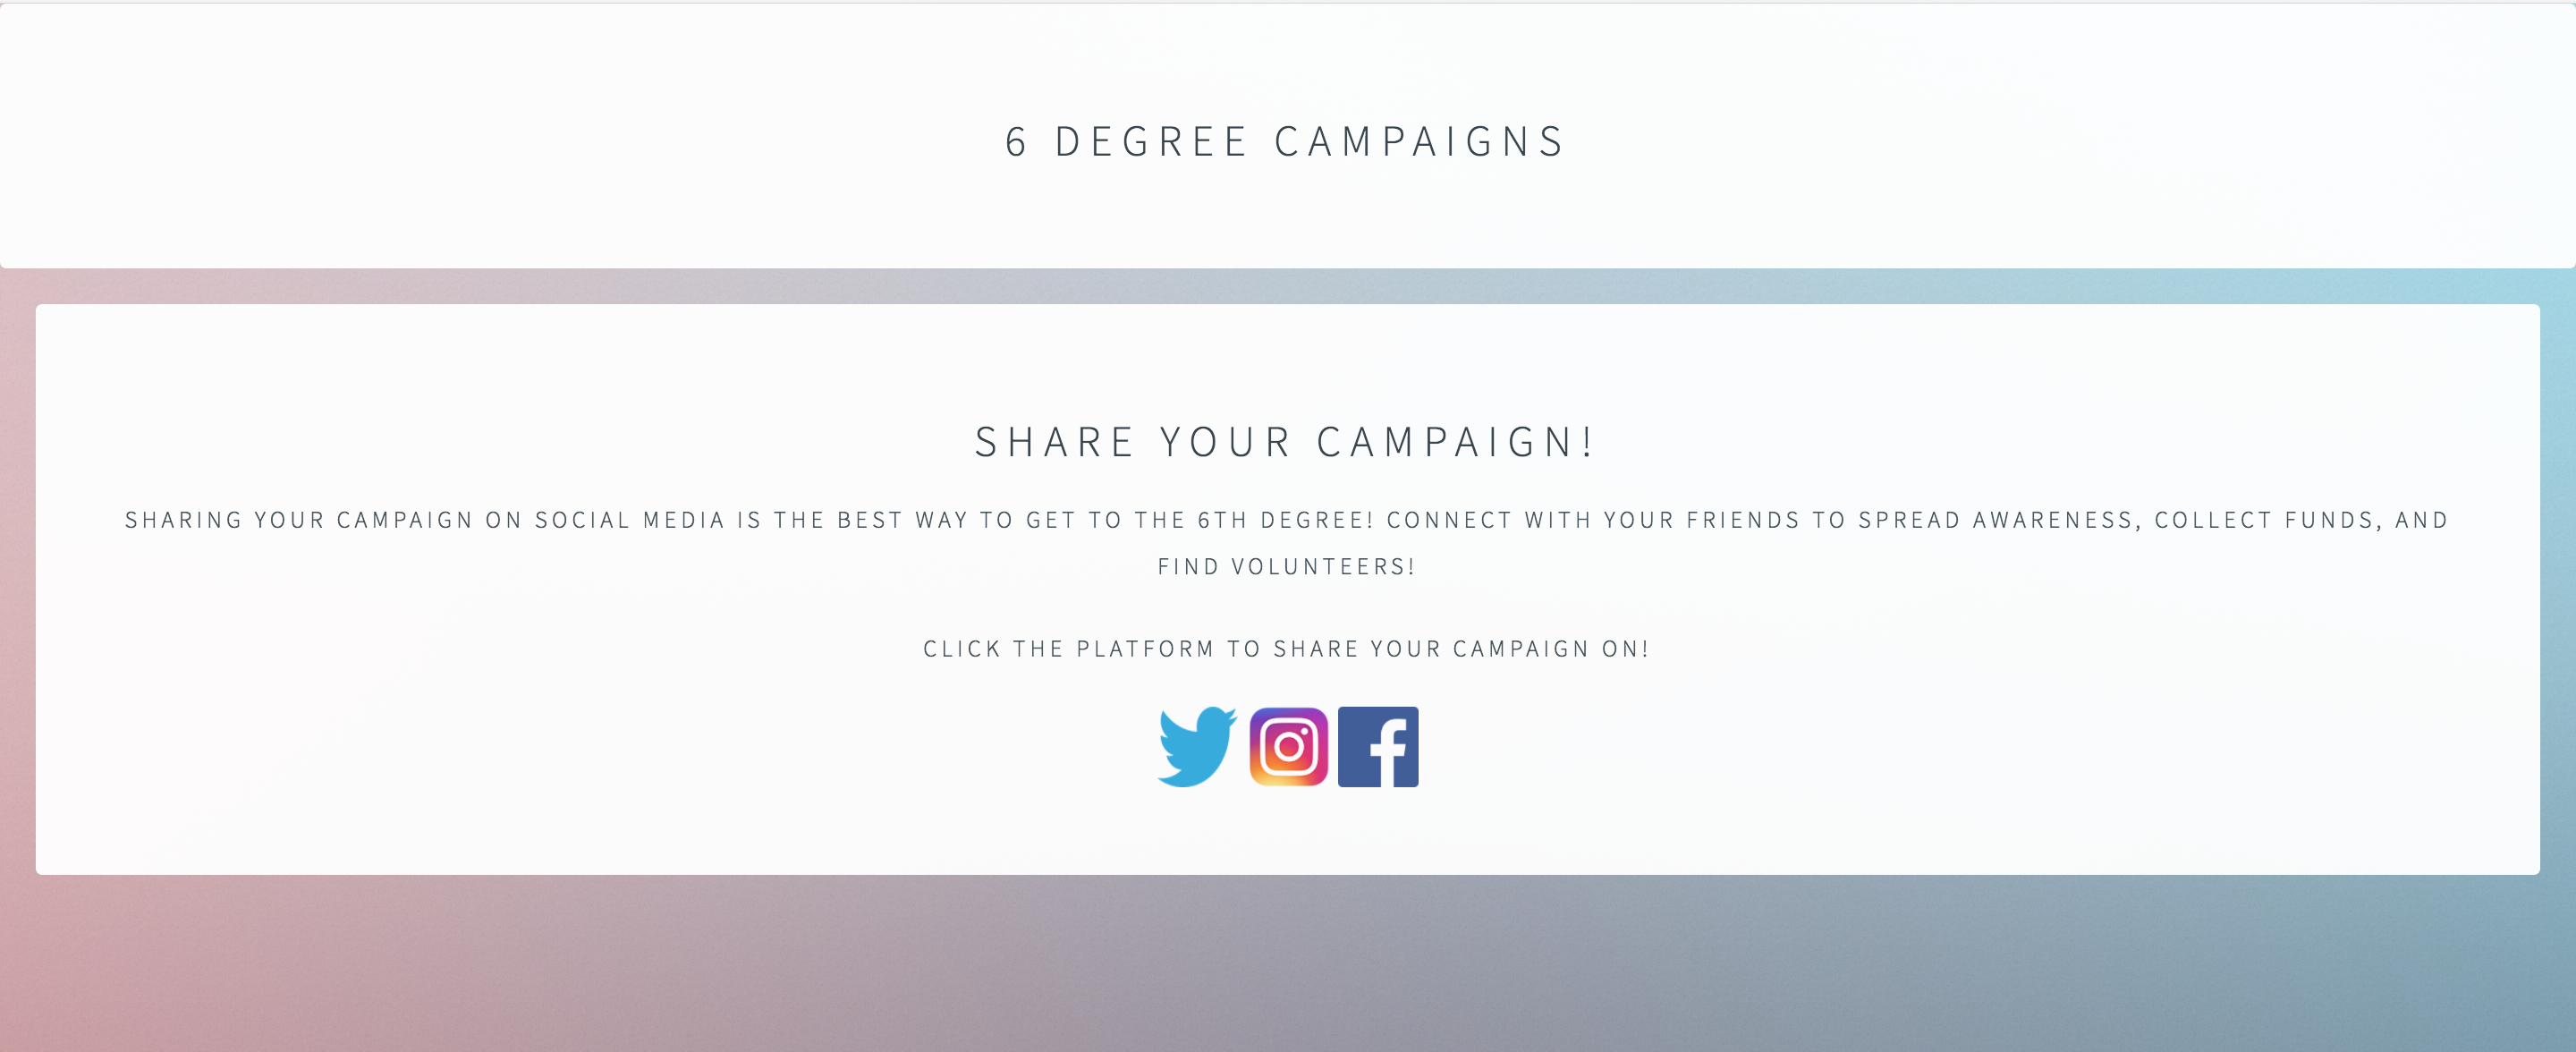 6 DEGREE CAMPAIGNS
SHARE YOUR CAMPAIGN!
SHARING YOUR CAMPAIGN ON SOCIAL MEDIA IS THE BEST WAY TO GET TO THE 6TH DEGREE! CONNECT WITH YOUR FRIENDS TO SPREAD AWARENESS, COLLECT FUNDS, AND
FIND VOLUNTEERS!
CLICK THE PLATFORM TO SHARE YOUR CAMPAIGN ON!